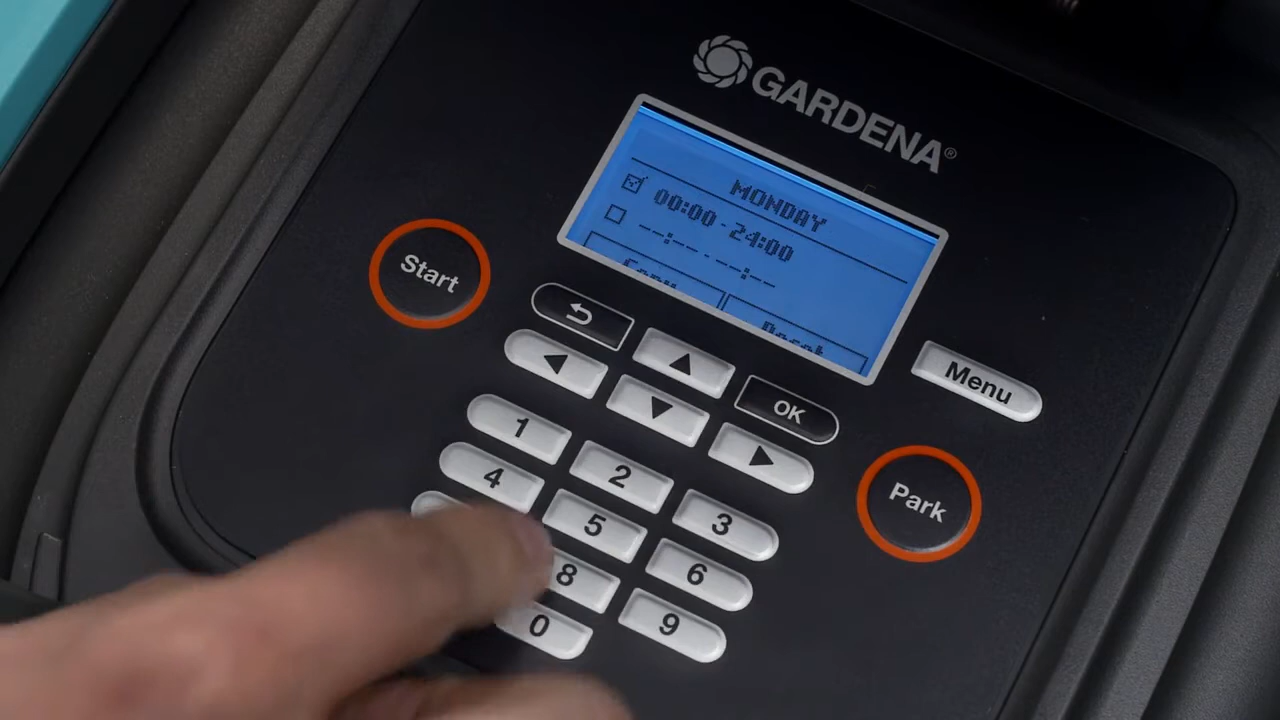 GARDENA®
MONDAY
00:00-24:00
--:-- - --:--
Start
Menu
OK
1
2
3
4
5
6
8
9
0
Park